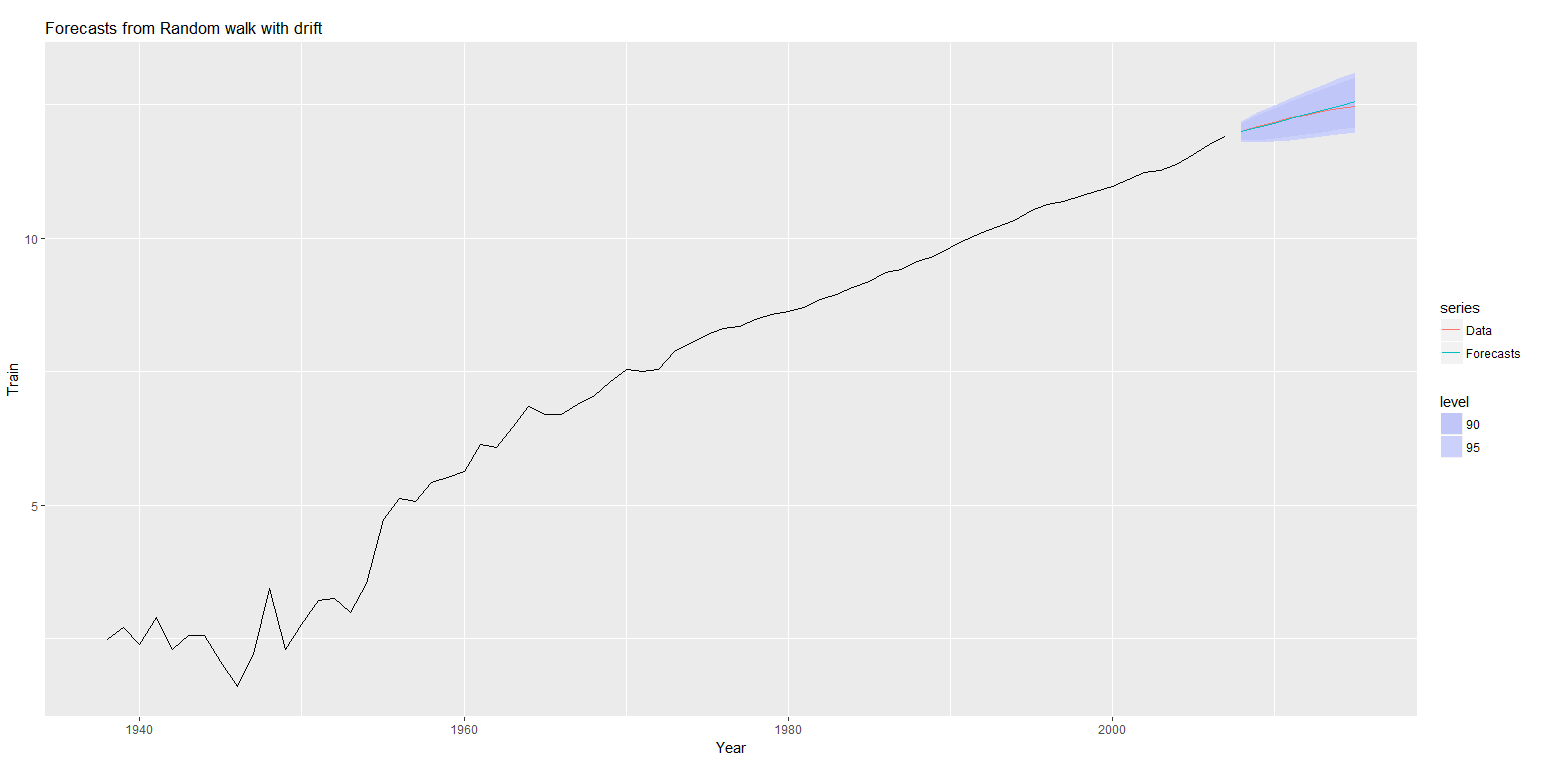 Forecasts from Random walk with drift
10
5
Train
1940 1960 1980 2000
Year
series
Data
Forecasts
level
90
95